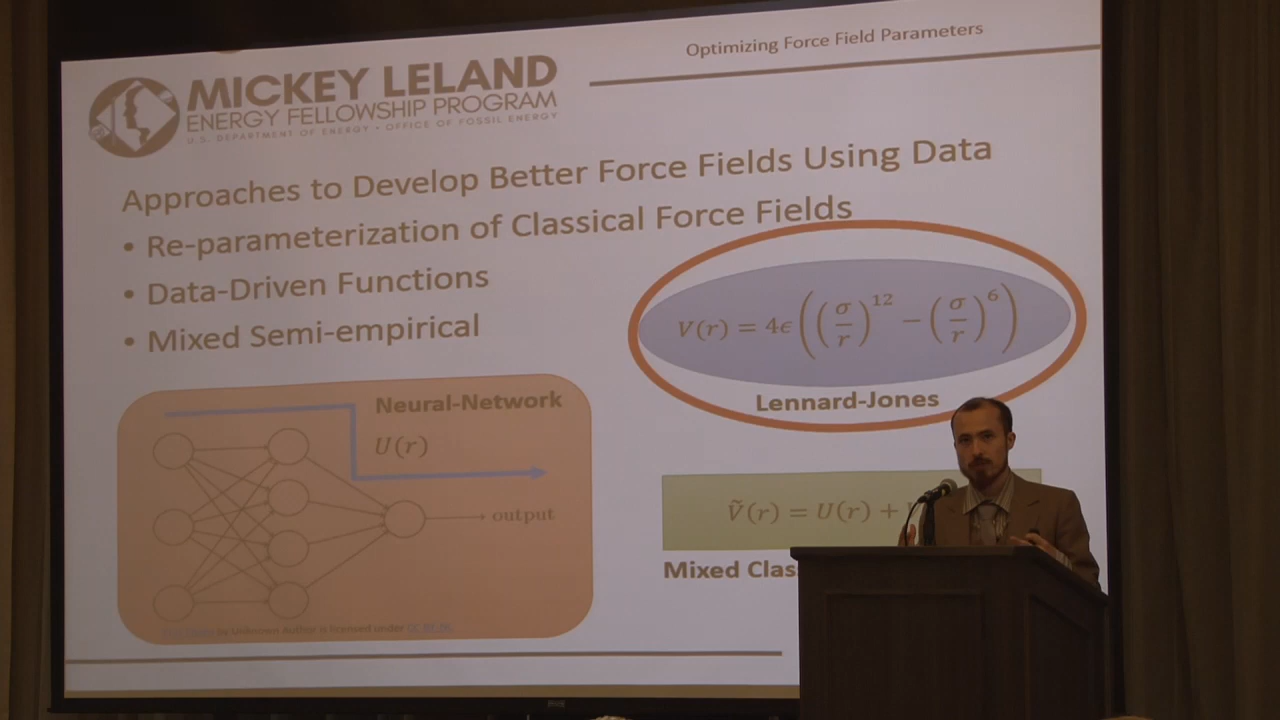 Optimizing Force Field Parameters
MICKEY LELAND
ENERGY FELLOWSHIP PROGRAM
U.S. DEPARTMENT OF ENERGY • OFFICE OF FOSSIL ENERGY
Approaches to Develop Better Force Fields Using Data
• Re-parameterization of Classical Force Fields
• Data-Driven Functions
• Mixed Semi-empirical
V(r) = 4ϵ((σ/r)^12 − (σ/r)^6)
Lennard-Jones
Neural-Network
U(r)
output
Ṽ(r) = U(r) +
Mixed Clas
by Unknown Author is licensed under